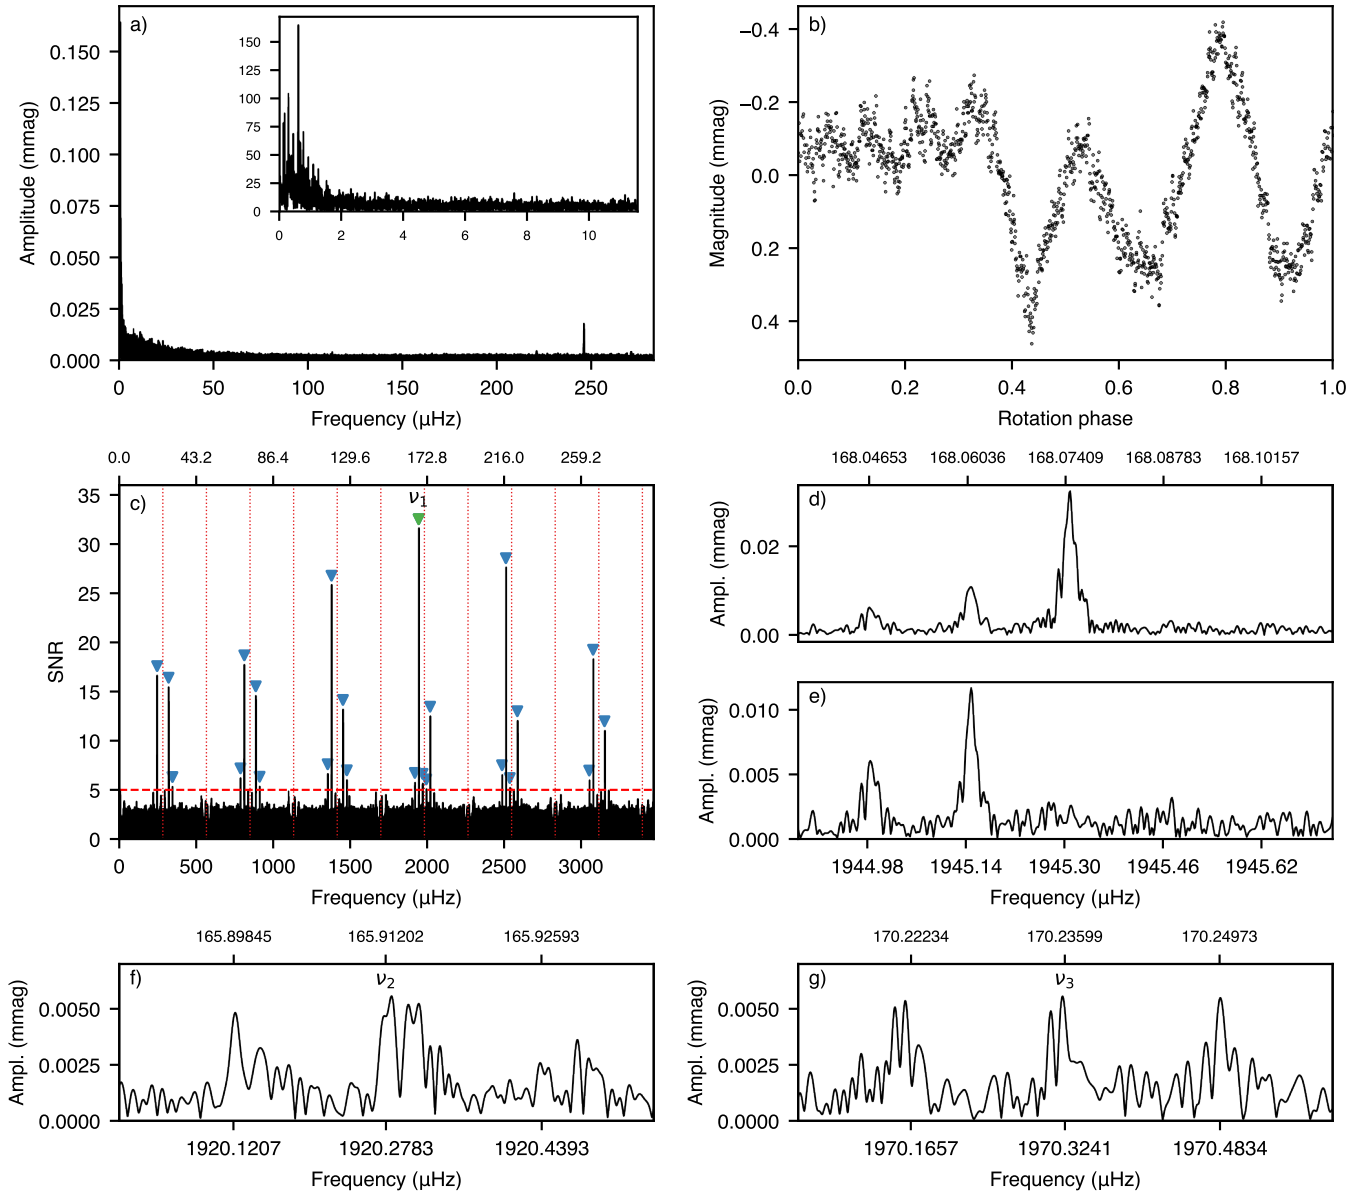 a)
0.150
0.125
0.100
0.075
0.050
0.025
0.000
Amplitude (mmag)
150
125
100
75
50
25
0
0 2 4 6 8 10
0 50 100 150 200 250
Frequency (µHz)
b)
−0.4
−0.2
0.0
0.2
0.4
Magnitude (mmag)
0.0 0.2 0.4 0.6 0.8 1.0
Rotation phase
0.0 43.2 86.4 129.6 172.8 216.0 259.2
c)
ν1
35
30
25
20
15
10
5
0
SNR
0 500 1000 1500 2000 2500 3000
Frequency (µHz)
168.04653 168.06036 168.07409 168.08783 168.10157
d)
0.02
0.00
Ampl. (mmag)
e)
0.010
0.005
0.000
Ampl. (mmag)
1944.98 1945.14 1945.30 1945.46 1945.62
Frequency (µHz)
165.89845 165.91202 165.92593
f)
ν2
0.0050
0.0025
0.0000
Ampl. (mmag)
1920.1207 1920.2783 1920.4393
Frequency (µHz)
170.22234 170.23599 170.24973
g)
ν3
0.0050
0.0025
0.0000
Ampl. (mmag)
1970.1657 1970.3241 1970.4834
Frequency (µHz)